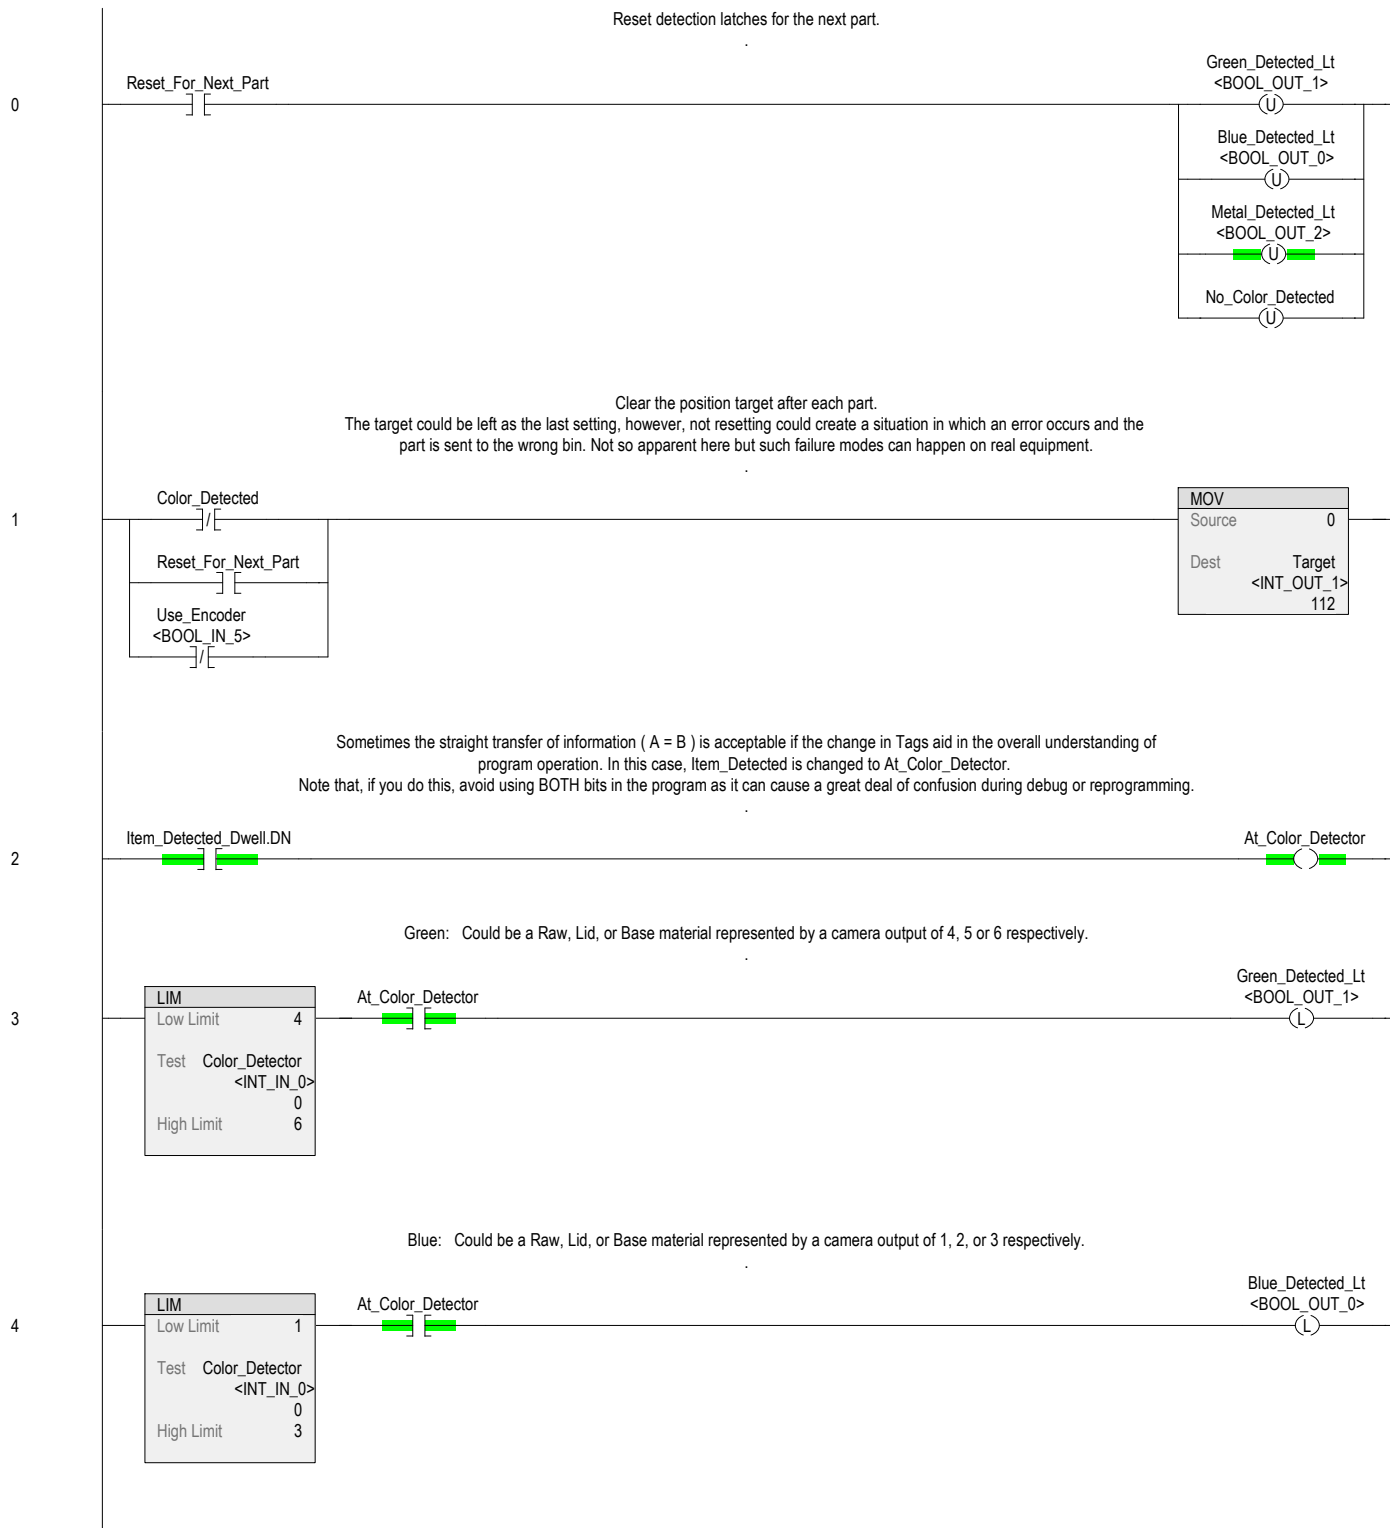 Reset detection latches for the next part.
.
0
Reset_For_Next_Part
Green_Detected_Lt
<BOOL_OUT_1>
U
Blue_Detected_Lt
<BOOL_OUT_0>
U
Metal_Detected_Lt
<BOOL_OUT_2>
U
No_Color_Detected
U
Clear the position target after each part.
The target could be left as the last setting, however, not resetting could create a situation in which an error occurs and the
part is sent to the wrong bin. Not so apparent here but such failure modes can happen on real equipment.
.
1
Color_Detected
/
Reset_For_Next_Part
Use_Encoder
<BOOL_IN_5>
/
MOV
Source 0
Dest Target
<INT_OUT_1>
112
Sometimes the straight transfer of information ( A = B ) is acceptable if the change in Tags aid in the overall understanding of
program operation. In this case, Item_Detected is changed to At_Color_Detector.
Note that, if you do this, avoid using BOTH bits in the program as it can cause a great deal of confusion during debug or reprogramming.
.
2
Item_Detected_Dwell.DN
At_Color_Detector
Green: Could be a Raw, Lid, or Base material represented by a camera output of 4, 5 or 6 respectively.
.
3
LIM
Low Limit 4
Test Color_Detector
<INT_IN_0>
0
High Limit 6
At_Color_Detector
Green_Detected_Lt
<BOOL_OUT_1>
L
Blue: Could be a Raw, Lid, or Base material represented by a camera output of 1, 2, or 3 respectively.
.
4
LIM
Low Limit 1
Test Color_Detector
<INT_IN_0>
0
High Limit 3
At_Color_Detector
Blue_Detected_Lt
<BOOL_OUT_0>
L